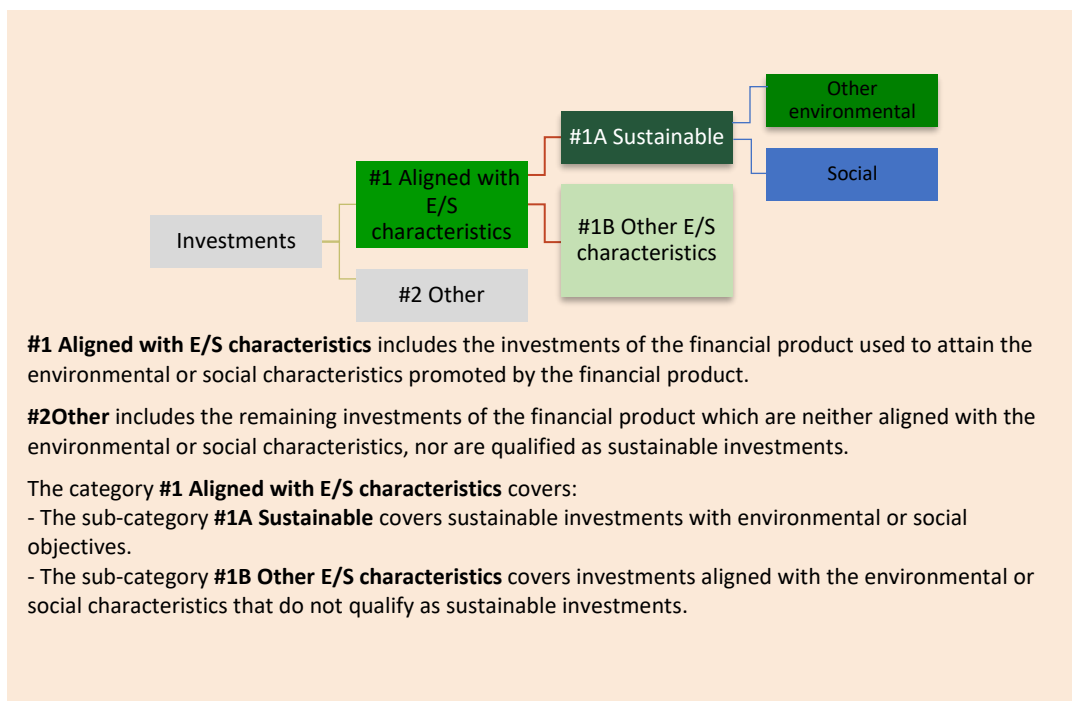 Other
environmental
#1A Sustainable
Social
#1 Aligned with
E/S
characteristics
#1B Other E/S
characteristics
Investments
#2 Other
#1 Aligned with E/S characteristics includes the investments of the financial product used to attain the
environmental or social characteristics promoted by the financial product.
#2Other includes the remaining investments of the financial product which are neither aligned with the
environmental or social characteristics, nor are qualified as sustainable investments.
The category #1 Aligned with E/S characteristics covers:
- The sub-category #1A Sustainable covers sustainable investments with environmental or social
objectives.
- The sub-category #1B Other E/S characteristics covers investments aligned with the environmental or
social characteristics that do not qualify as sustainable investments.